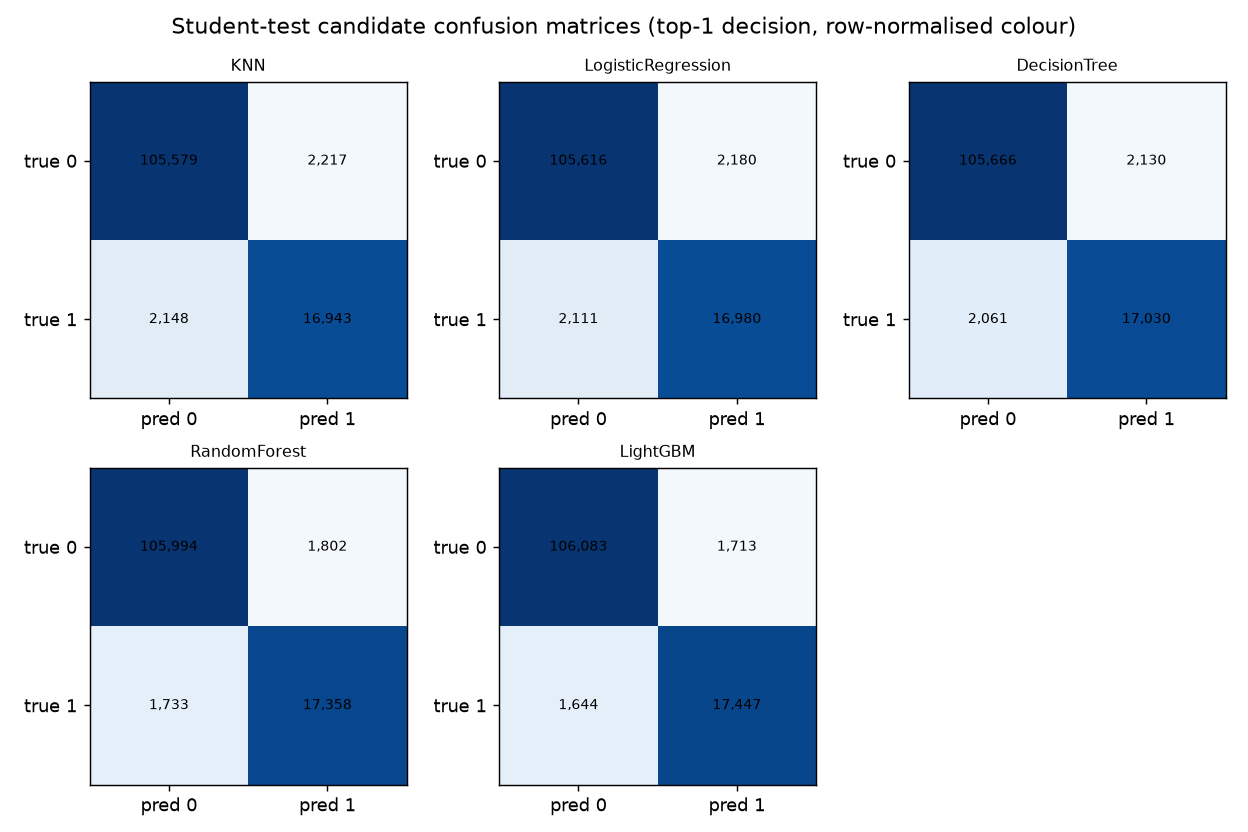 Student-test candidate confusion matrices (top-1 decision, row-normalised colour)
KNN
true 0
105,579
2,217
true 1
2,148
16,943
pred 0
pred 1
LogisticRegression
true 0
105,616
2,180
true 1
2,111
16,980
pred 0
pred 1
DecisionTree
true 0
105,666
2,130
true 1
2,061
17,030
pred 0
pred 1
RandomForest
true 0
105,994
1,802
true 1
1,733
17,358
pred 0
pred 1
LightGBM
true 0
106,083
1,713
true 1
1,644
17,447
pred 0
pred 1